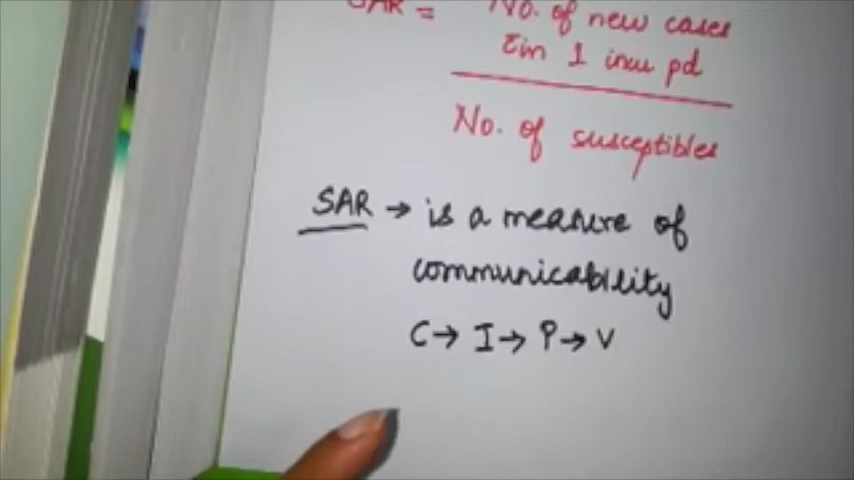 SAR = No. of new cases
in 1 incu pd
No. of susceptibles
SAR → is a measure of
communicability
C → I → P → V